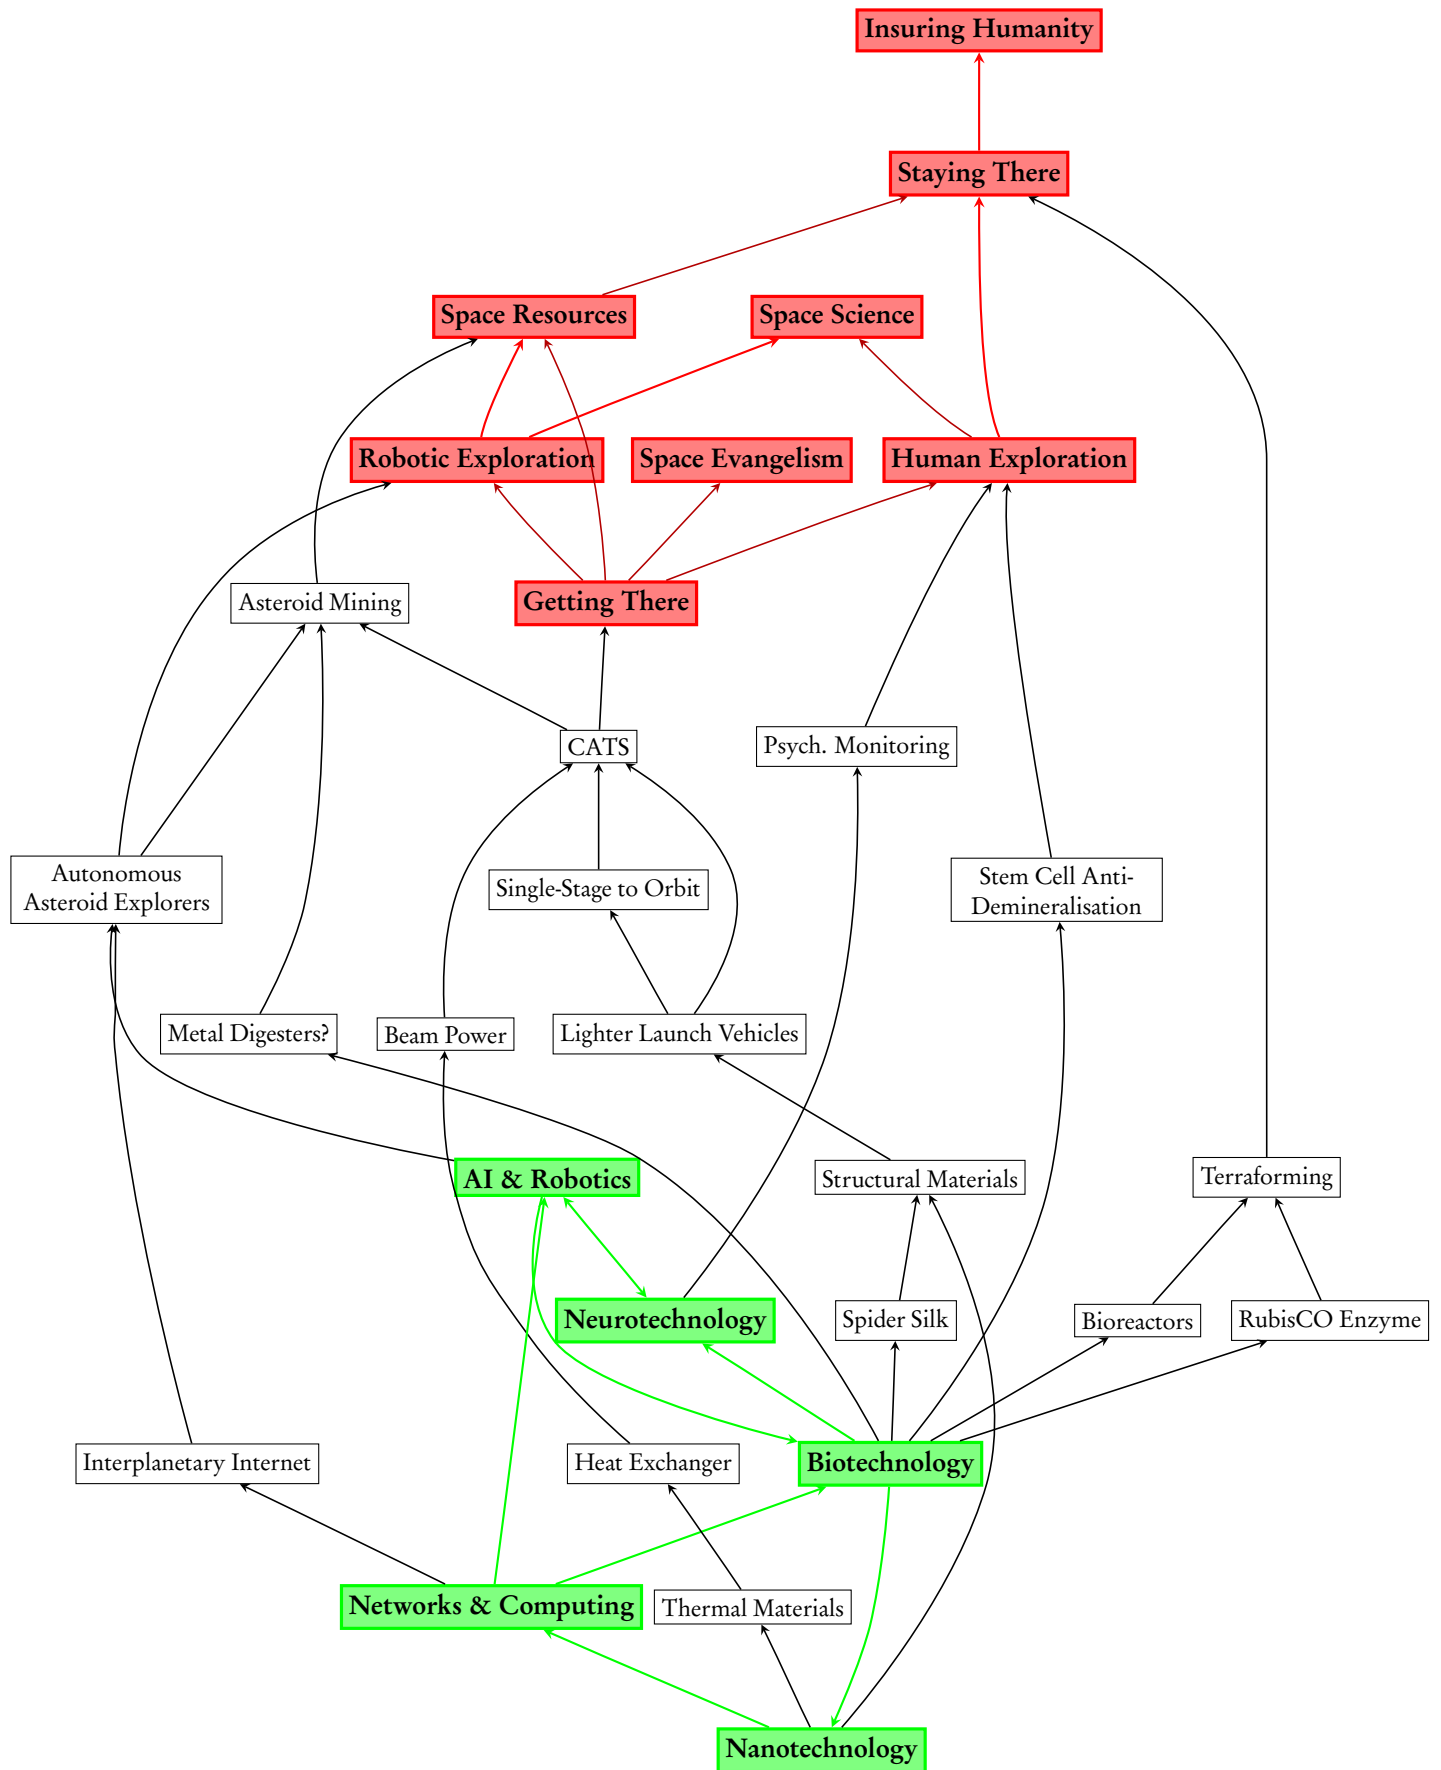 Insuring Humanity
Staying There
Space Resources
Space Science
Robotic Exploration
Space Evangelism
Human Exploration
Asteroid Mining
Getting There
CATS
Psych. Monitoring
Autonomous
Asteroid Explorers
Single-Stage to Orbit
Stem Cell Anti-
Demineralisation
Metal Digesters?
Beam Power
Lighter Launch Vehicles
AI & Robotics
Structural Materials
Terraforming
Neurotechnology
Spider Silk
Bioreactors
RubisCO Enzyme
Interplanetary Internet
Heat Exchanger
Biotechnology
Networks & Computing
Thermal Materials
Nanotechnology